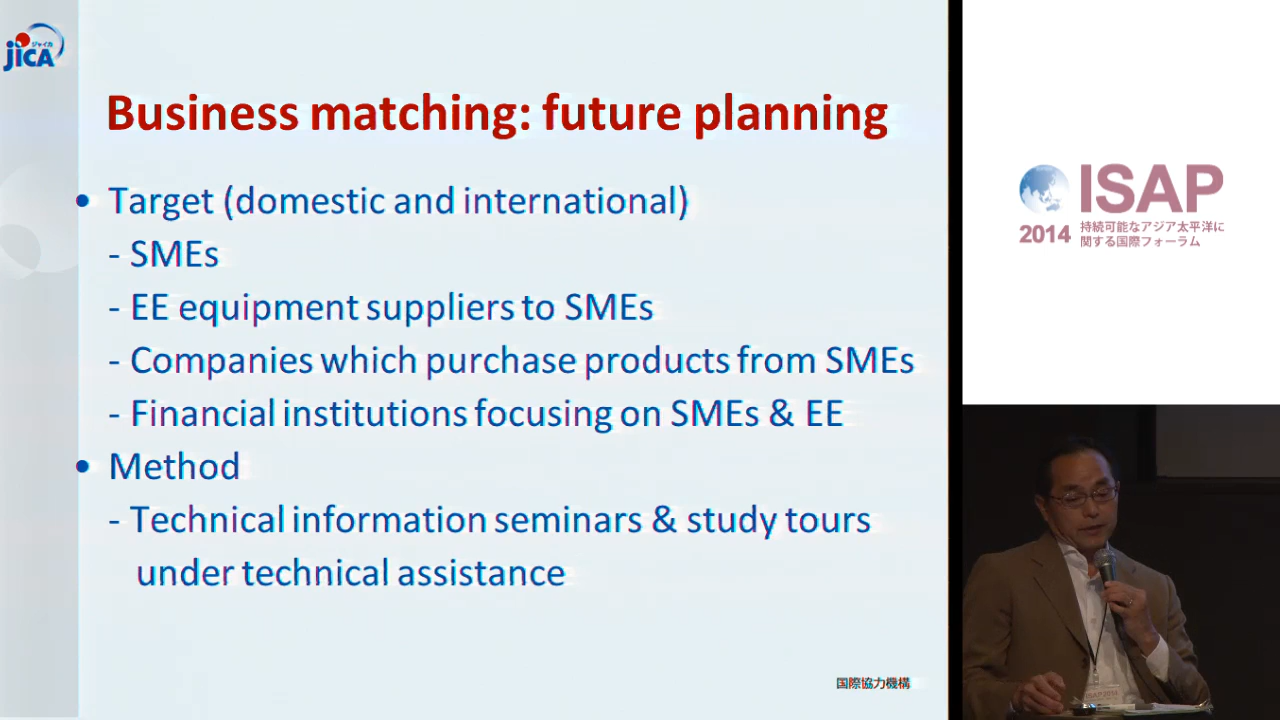 ジャイカ
JICA
Business matching: future planning
• Target (domestic and international)
- SMEs
- EE equipment suppliers to SMEs
- Companies which purchase products from SMEs
- Financial institutions focusing on SMEs & EE
• Method
- Technical information seminars & study tours
under technical assistance
国際協力機構
ISAP
2014
持続可能なアジア太平洋に
関する国際フォーラム
ISAP2014